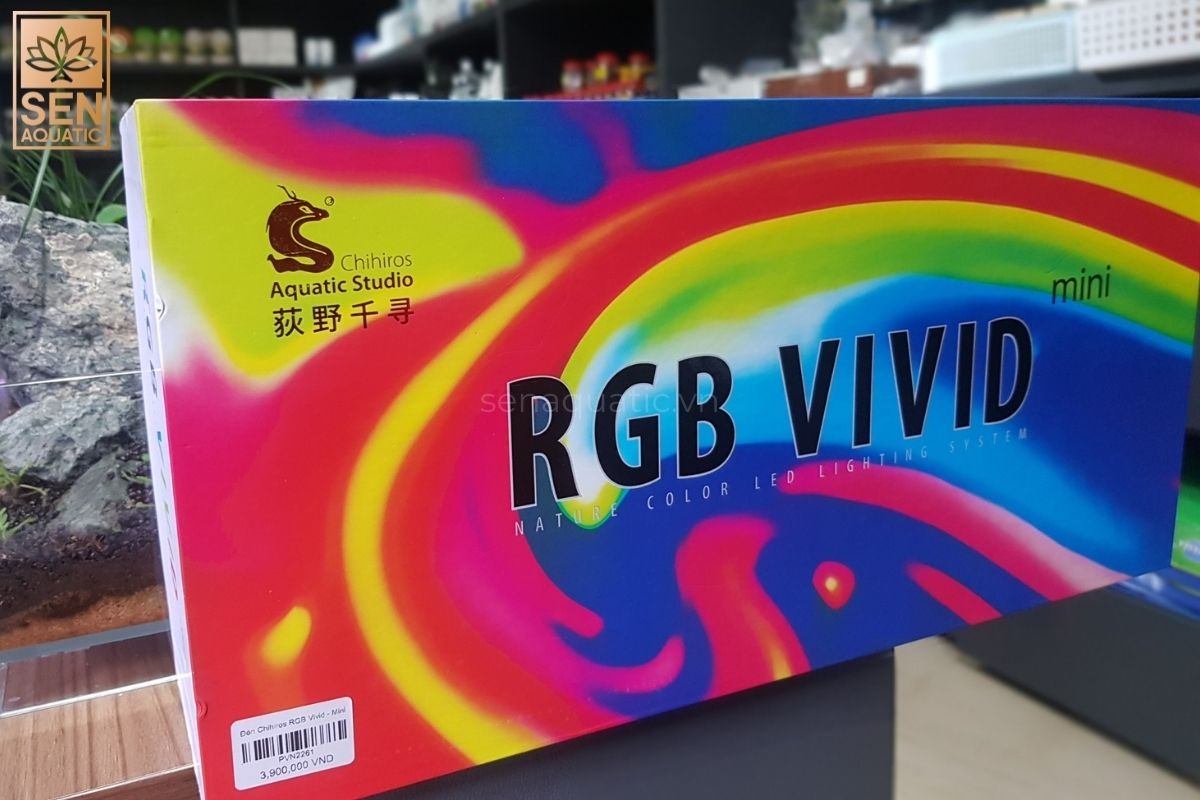 SEN
AQUATIC
Chihiros
Aquatic Studio
荻野千寻
mini
RGB VIVID
senaquatic.vn
NATURE COLOR LED LIGHTING SYSTEM
Đèn Chihiros RGB Vivid - Mini
PVN2261
3,900,000 VND